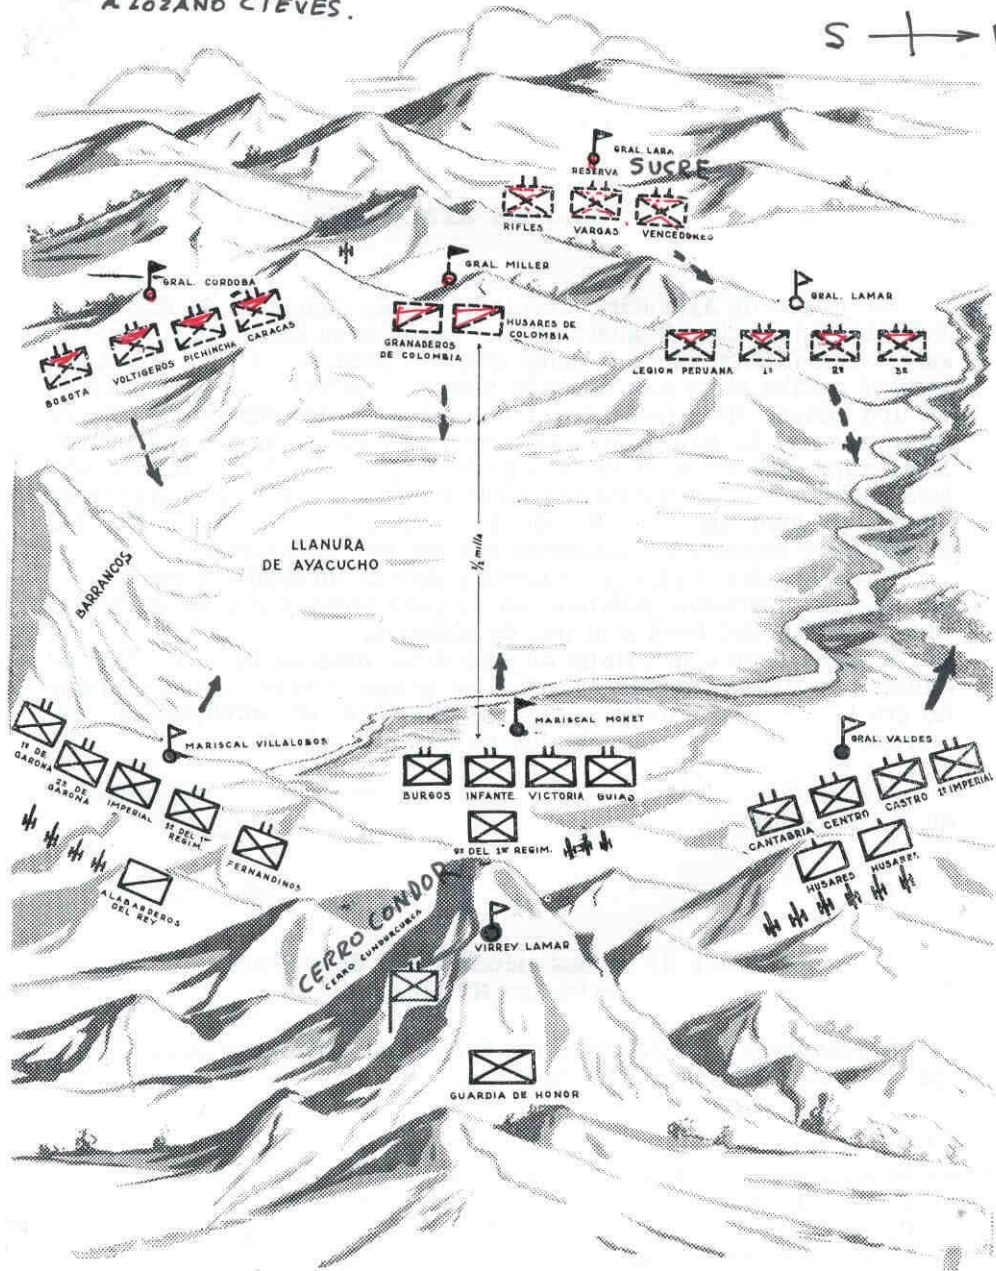 A LOZANO CIEVES.
S
GRAL. LARA
RESERVA SUCRE
RIFLES VARGAS VENCEDORES
GRAL. CORDOBA
GRAL. MILLER
GRAL. LAMAR
BOGOTA VOLTIGEROS PICHINCHA CARACAS
GRANADEROS
DE COLOMBIA
HUSARES DE
COLOMBIA
LEGION PERUANA 1º 2º 3º
BARRANCOS
LLANURA
DE AYACUCHO
½ milla
1º DE
GARONA
2º DE
GARONA
IMPERIAL
2º DEL 1er
REGIM.
FERNANDINOS
MARISCAL VILLALOBOS
ALABARDEROS
DEL REY
MARISCAL MONET
BURGOS INFANTE VICTORIA GUIAS
2º DEL 1er REGIM.
GRAL. VALDES
CANTABRIA CENTRO CASTRO 1º IMPERIAL
HUSARES HUSARES
CERRO CONDOR
CERRO CUNDURCURCA
VIRREY LAMAR
GUARDIA DE HONOR